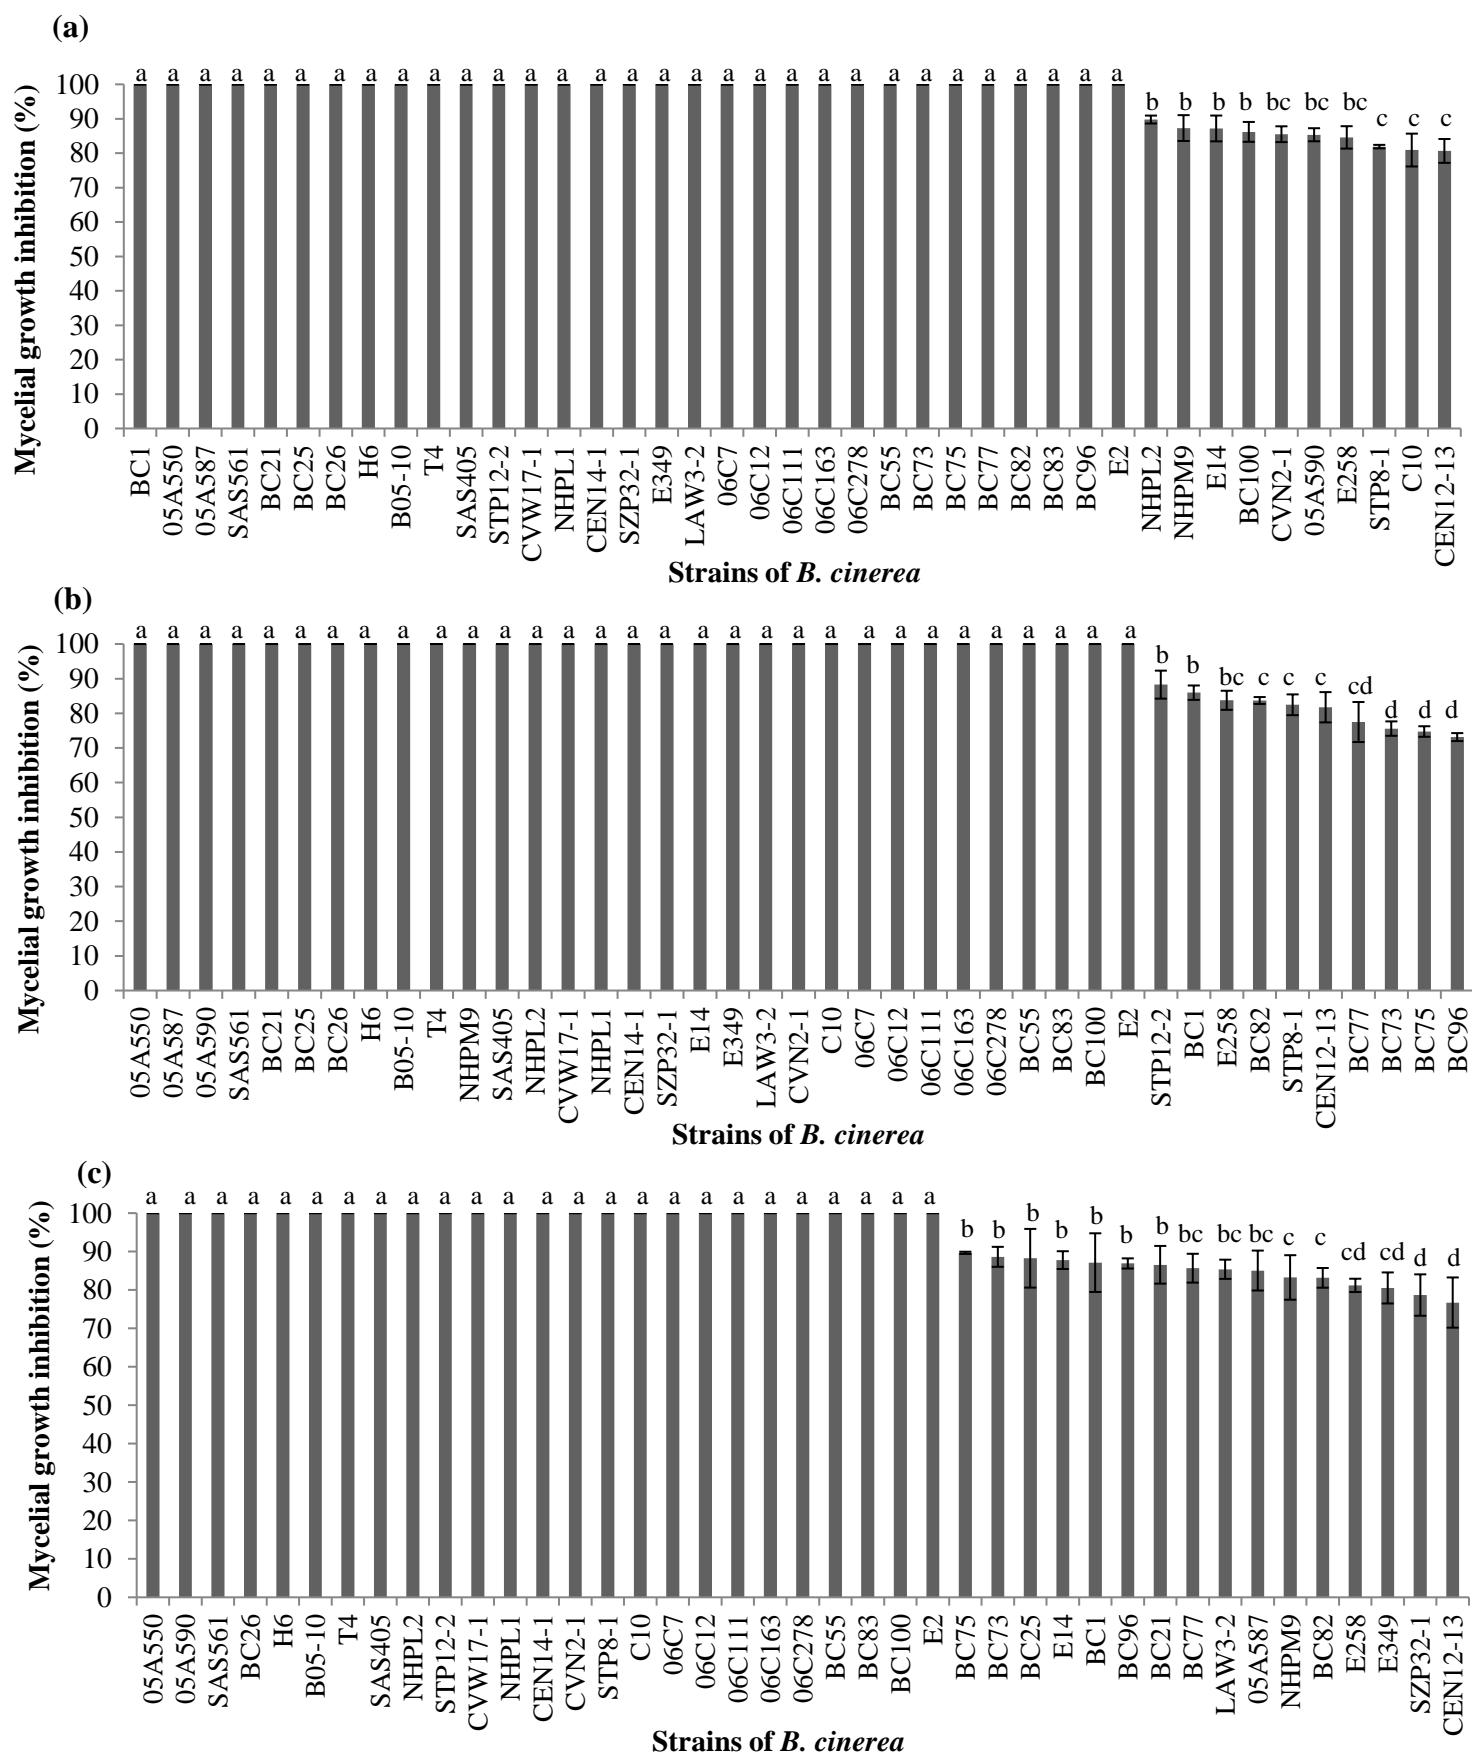 (a)
Mycelial growth inhibition (%)
100
90
80
70
60
50
40
30
20
10
0
a a a a a a a a a a a a a a a a a a a a a a a a a a a a a a a b b b b bc bc bc c c c
BC1 05A550 05A587 SAS561 BC21 BC25 BC26 H6 B05-10 T4 SAS405 STP12-2 CVW17-1 NHPL1 CEN14-1 SZP32-1 E349 LAW3-2 06C7 06C12 06C111 06C163 06C278 BC55 BC73 BC75 BC77 BC82 BC83 BC96 E2 NHPL2 NHPM9 E14 BC100 CVN2-1 05A590 E258 STP8-1 C10 CEN12-13
Strains of B. cinerea
(b)
Mycelial growth inhibition (%)
100
90
80
70
60
50
40
30
20
10
0
a a a a a a a a a a a a a a a a a a a a a a a a a a a a a a a b b bc c c c cd d d d
05A550 05A587 05A590 SAS561 BC21 BC25 BC26 H6 B05-10 T4 NHPM9 SAS405 NHPL2 CVW17-1 NHPL1 CEN14-1 SZP32-1 E14 E349 LAW3-2 CVN2-1 C10 06C7 06C12 06C111 06C163 06C278 BC55 BC83 BC100 E2 STP12-2 BC1 E258 BC82 STP8-1 CEN12-13 BC77 BC73 BC75 BC96
Strains of B. cinerea
(c)
Mycelial growth inhibition (%)
100
90
80
70
60
50
40
30
20
10
0
a a a a a a a a a a a a a a a a a a a a a a a a a b b b b b b b bc bc bc c c cd cd d d
05A550 05A590 SAS561 BC26 H6 B05-10 T4 SAS405 NHPL2 STP12-2 CVW17-1 NHPL1 CEN14-1 CVN2-1 STP8-1 C10 06C7 06C12 06C111 06C163 06C278 BC55 BC83 BC100 E2 BC75 BC73 BC25 E14 BC1 BC96 BC21 BC77 LAW3-2 05A587 NHPM9 BC82 E258 E349 SZP32-1 CEN12-13
Strains of B. cinerea